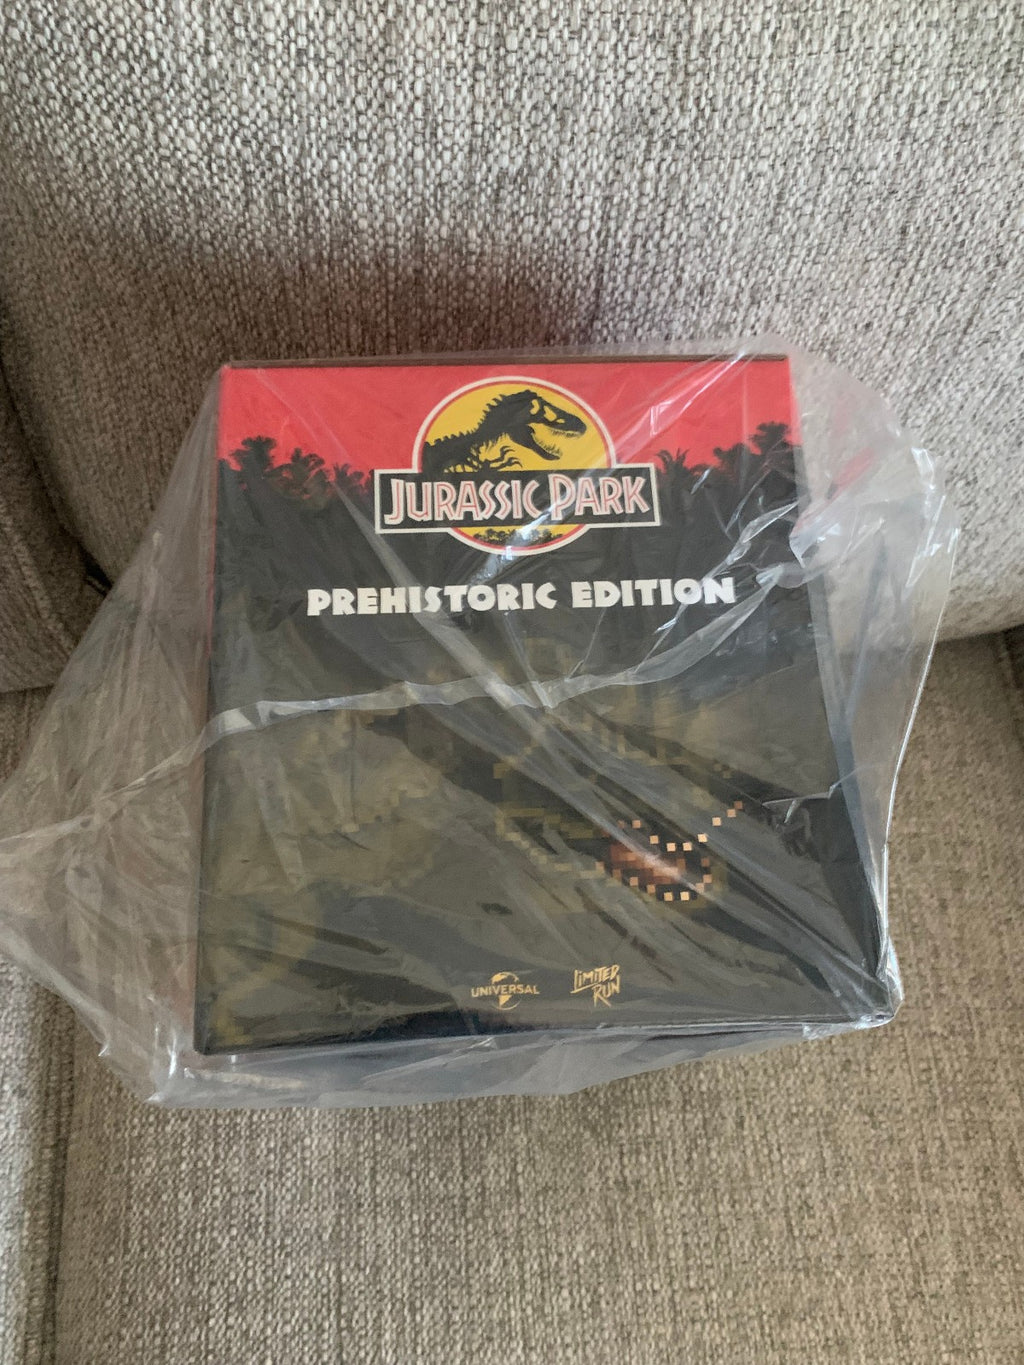 JURASSIC PARK
PREHISTORIC EDITION
UNIVERSAL
LIMITED
RUN